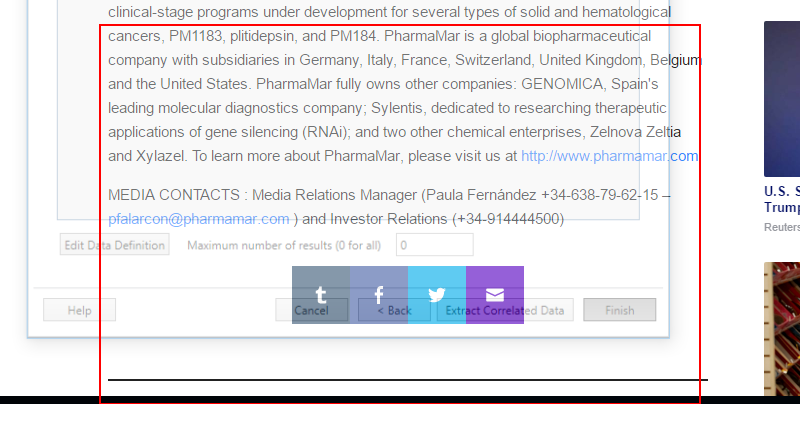 clinical-stage programs under development for several types of solid and hematological
cancers, PM1183, plitidepsin, and PM184. PharmaMar is a global biopharmaceutical
company with subsidiaries in Germany, Italy, France, Switzerland, United Kingdom, Belgium
and the United States. PharmaMar fully owns other companies: GENOMICA, Spain's
leading molecular diagnostics company; Sylentis, dedicated to researching therapeutic
applications of gene silencing (RNAi); and two other chemical enterprises, Zelnova Zeltia
and Xylazel. To learn more about PharmaMar, please visit us at http://www.pharmamar.com
MEDIA CONTACTS : Media Relations Manager (Paula Fernández +34-638-79-62-15 –
pfalarcon@pharmamar.com ) and Investor Relations (+34-914444500)
Edit Data Definition Maximum number of results (0 for all) 0
Help Cancel < Back Extract Correlated Data Finish
U.S. S
Trump
Reuters